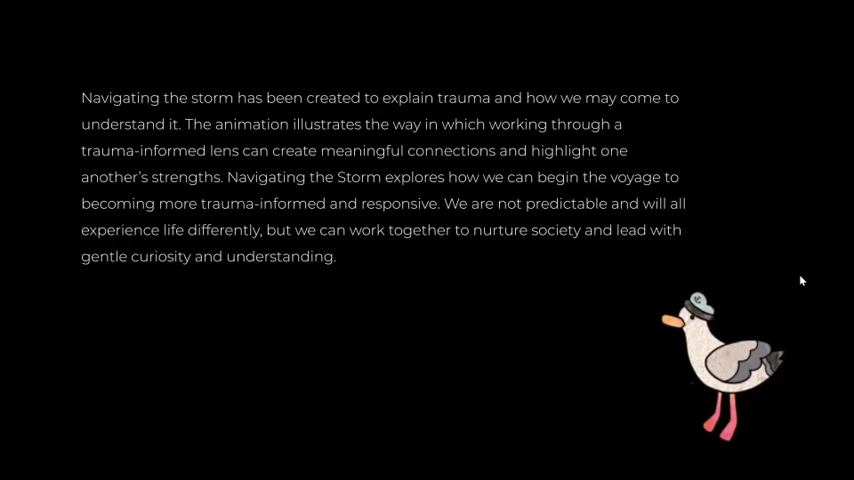 Navigating the storm has been created to explain trauma and how we may come to
understand it. The animation illustrates the way in which working through a
trauma-informed lens can create meaningful connections and highlight one
another’s strengths. Navigating the Storm explores how we can begin the voyage to
becoming more trauma-informed and responsive. We are not predictable and will all
experience life differently, but we can work together to nurture society and lead with
gentle curiosity and understanding.